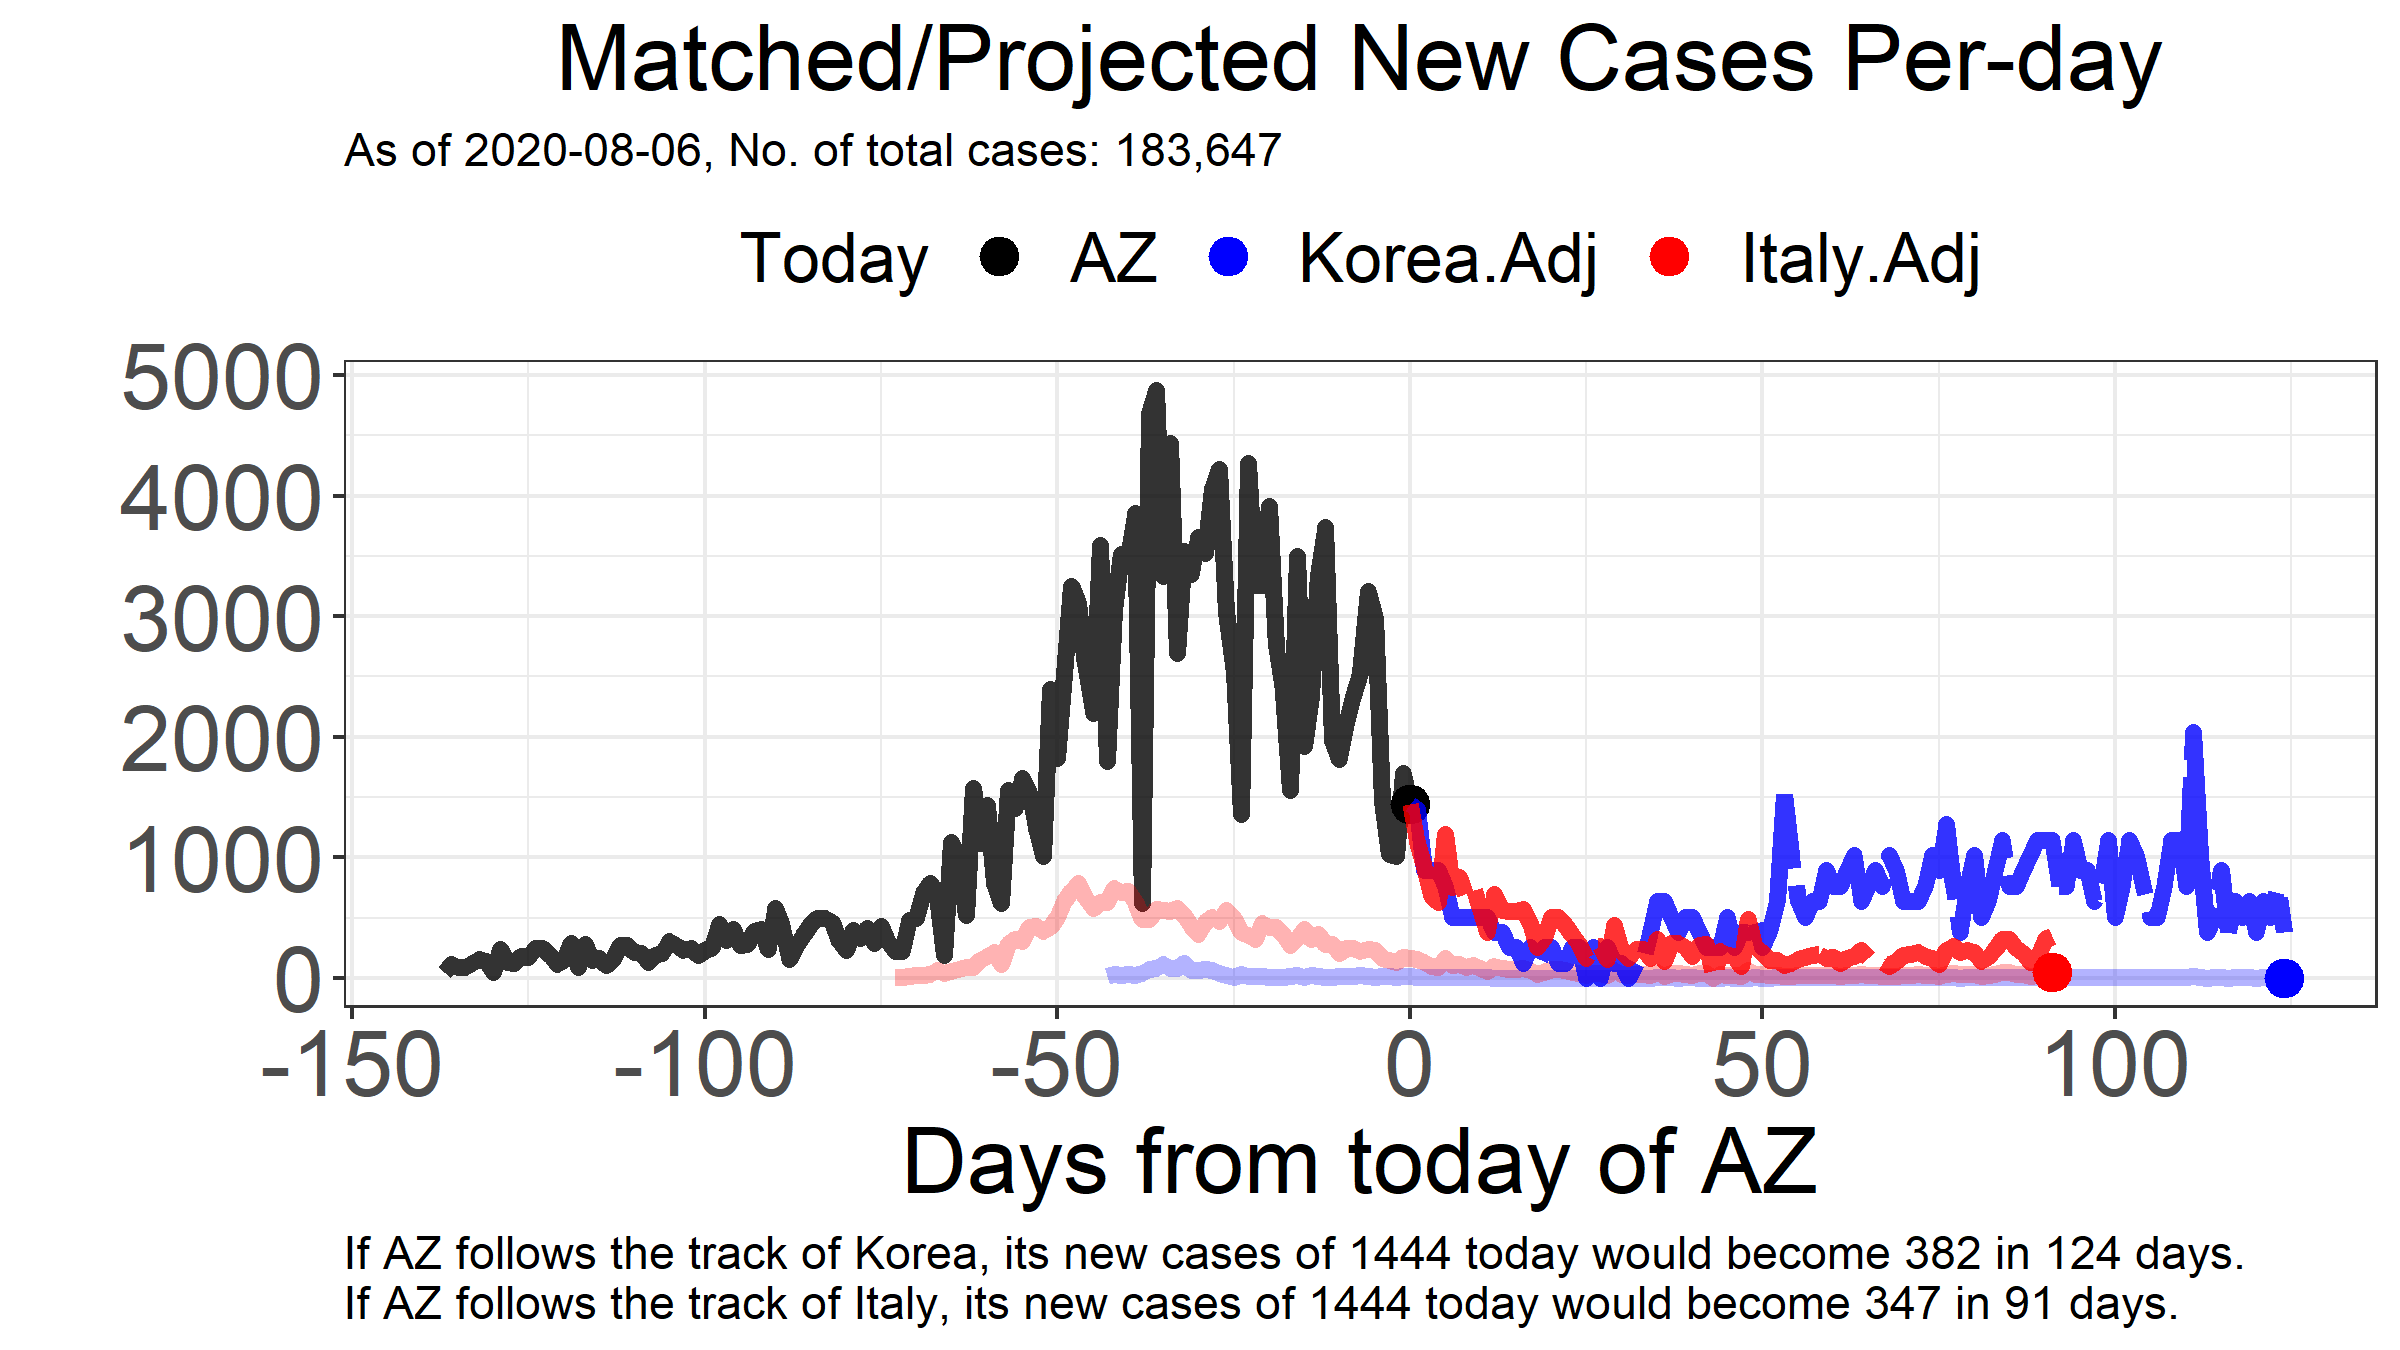 Matched/Projected New Cases Per-day
As of 2020-08-06, No. of total cases: 183,647
Today AZ Korea.Adj Italy.Adj
5000
4000
3000
2000
1000
0
-150 -100 -50 0 50 100
Days from today of AZ
If AZ follows the track of Korea, its new cases of 1444 today would become 382 in 124 days.
If AZ follows the track of Italy, its new cases of 1444 today would become 347 in 91 days.